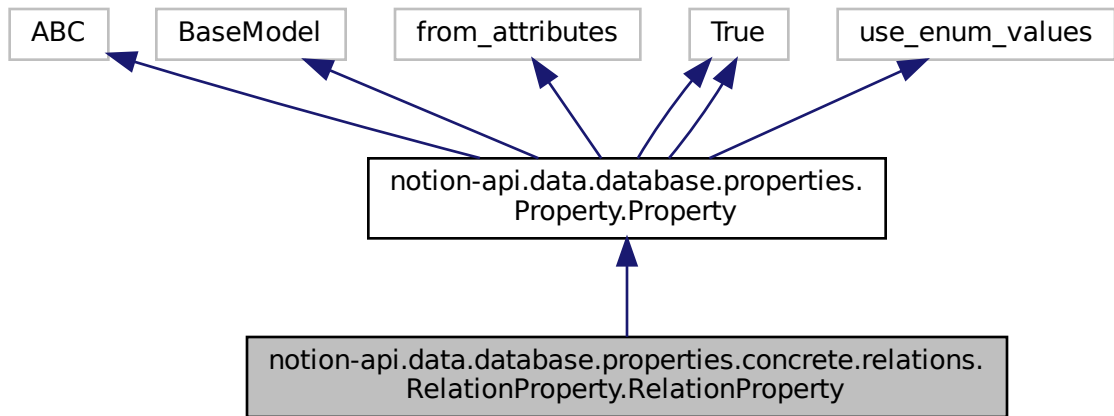 ABC
BaseModel
from_attributes
True
use_enum_values
notion-api.data.database.properties.
Property.Property
notion-api.data.database.properties.concrete.relations.
RelationProperty.RelationProperty